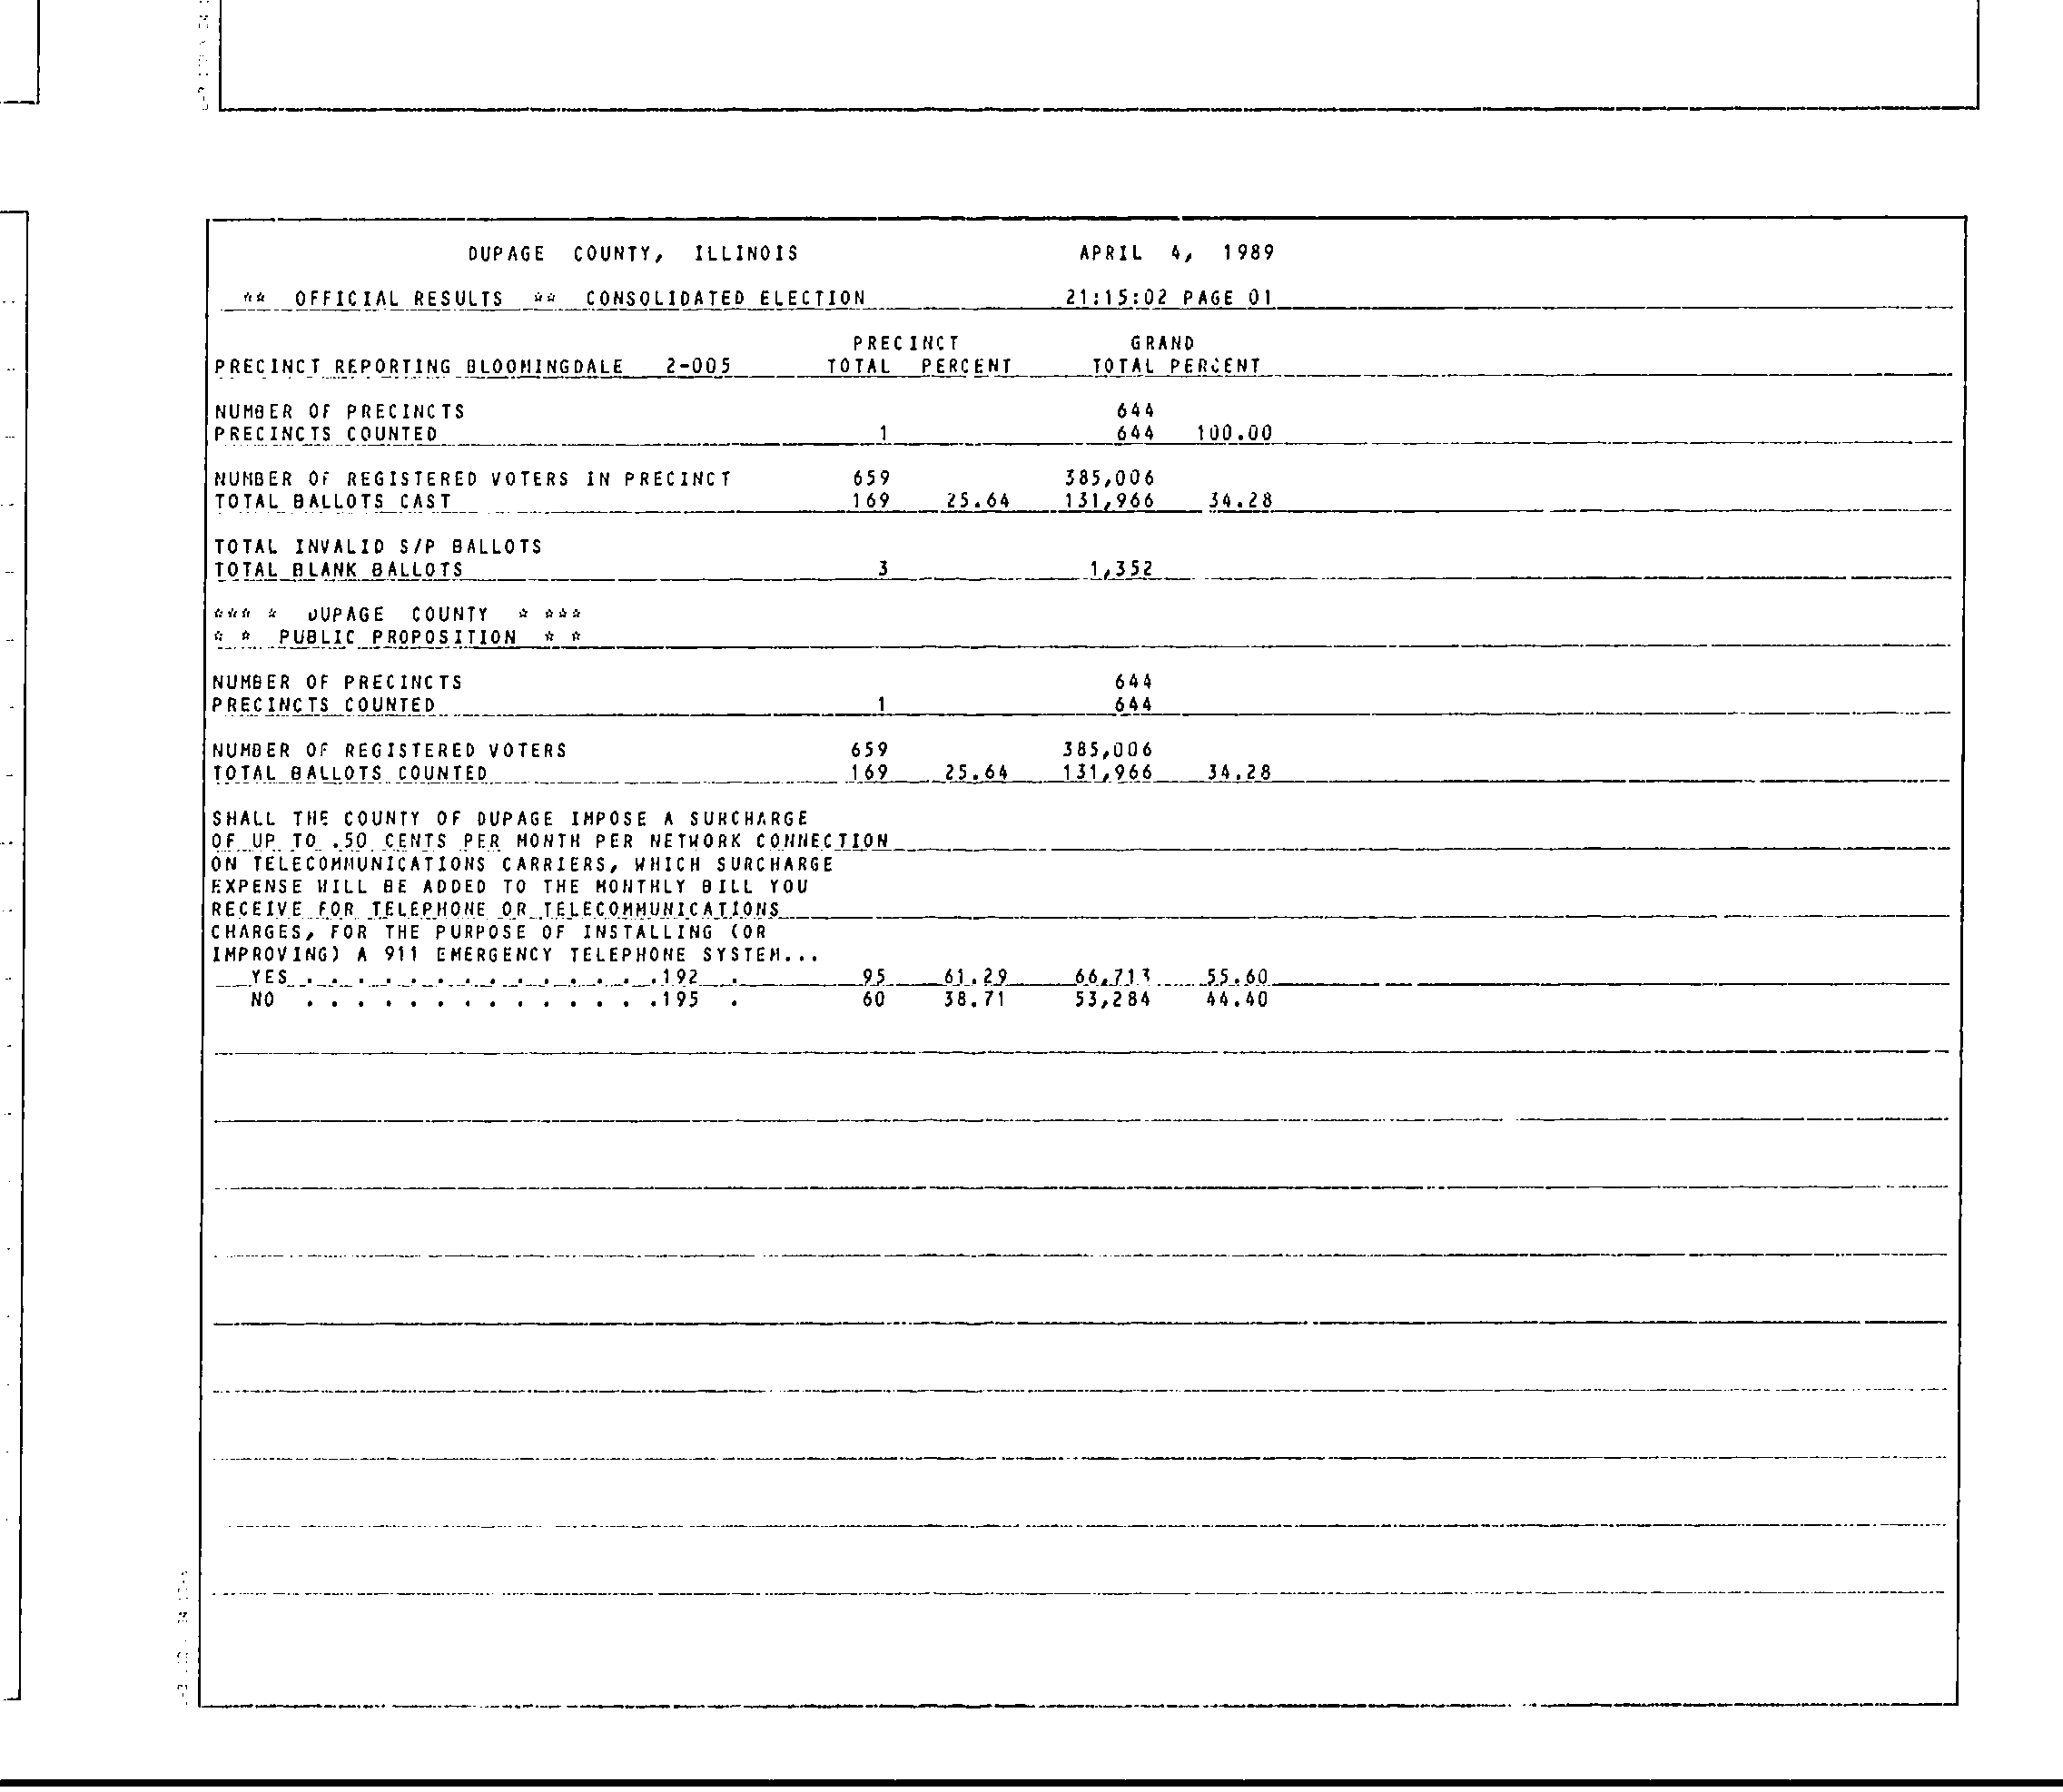 DUPAGE COUNTY, ILLINOIS APRIL 4, 1989
** OFFICIAL RESULTS ** CONSOLIDATED ELECTION 21:15:02 PAGE 01
PRECINCT GRAND
PRECINCT REPORTING BLOOMINGDALE 2-005 TOTAL PERCENT TOTAL PERCENT
NUMBER OF PRECINCTS 644
PRECINCTS COUNTED 1 644 100.00
NUMBER OF REGISTERED VOTERS IN PRECINCT 659 385,006
TOTAL BALLOTS CAST 169 25.64 131,966 34.28
TOTAL INVALID S/P BALLOTS
TOTAL BLANK BALLOTS 3 1,352
*** * DUPAGE COUNTY * ***
* * PUBLIC PROPOSITION * *
NUMBER OF PRECINCTS 644
PRECINCTS COUNTED 1 644
NUMBER OF REGISTERED VOTERS 659 385,006
TOTAL BALLOTS COUNTED 169 25.64 131,966 34.28
SHALL THE COUNTY OF DUPAGE IMPOSE A SURCHARGE
OF UP TO .50 CENTS PER MONTH PER NETWORK CONNECTION
ON TELECOMMUNICATIONS CARRIERS, WHICH SURCHARGE
EXPENSE WILL BE ADDED TO THE MONTHLY BILL YOU
RECEIVE FOR TELEPHONE OR TELECOMMUNICATIONS
CHARGES, FOR THE PURPOSE OF INSTALLING (OR
IMPROVING) A 911 EMERGENCY TELEPHONE SYSTEM...
YES . . . . . . . . . . . . . .192 . 95 61.29 66,713 55.60
NO . . . . . . . . . . . . . .195 . 60 38.71 53,284 44.40